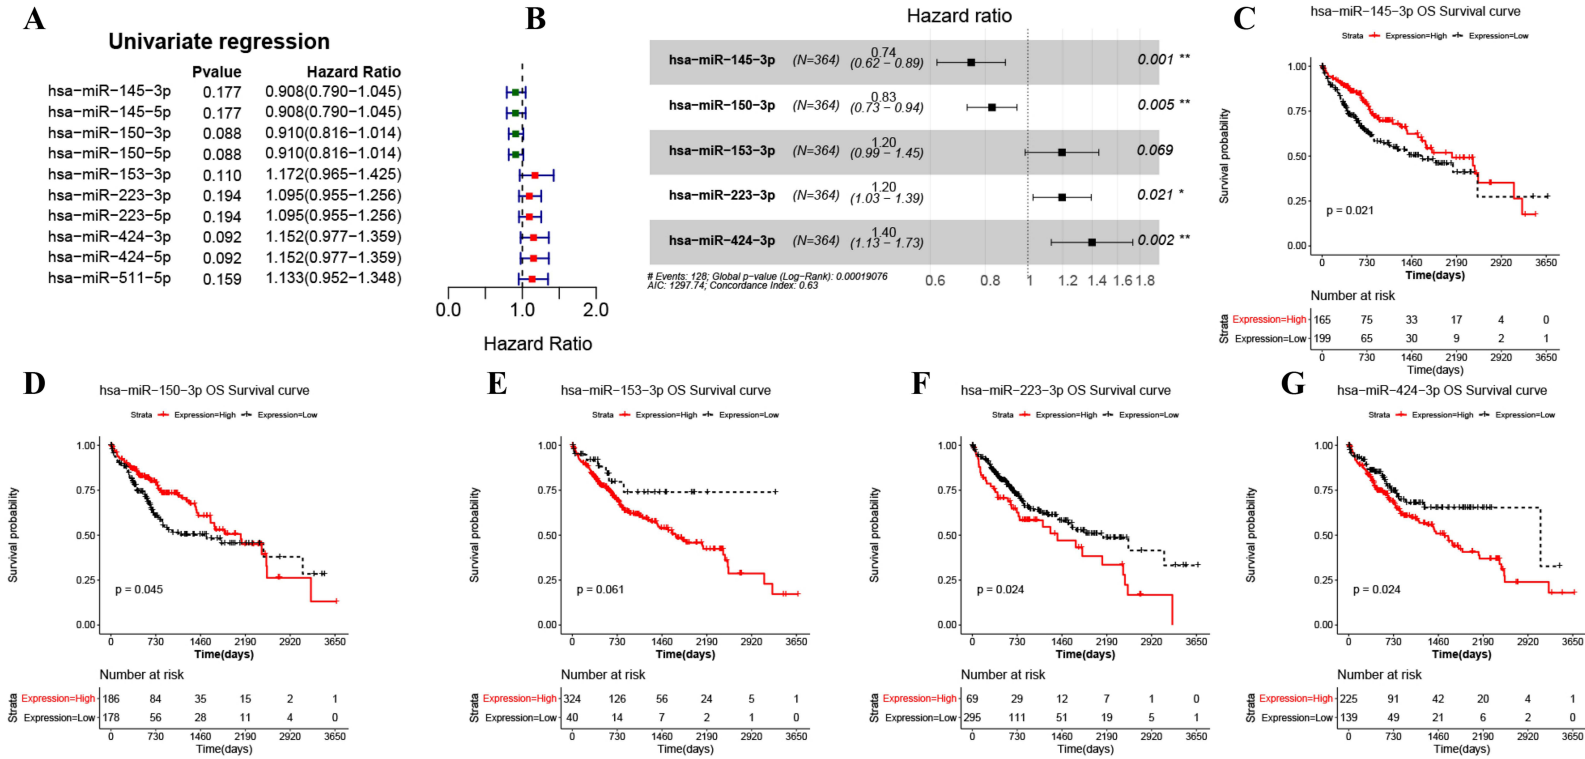 A
Univariate regression
Pvalue Hazard Ratio
hsa−miR−145−3p 0.177 0.908(0.790−1.045)
hsa−miR−145−5p 0.177 0.908(0.790−1.045)
hsa−miR−150−3p 0.088 0.910(0.816−1.014)
hsa−miR−150−5p 0.088 0.910(0.816−1.014)
hsa−miR−153−3p 0.110 1.172(0.965−1.425)
hsa−miR−223−3p 0.194 1.095(0.955−1.256)
hsa−miR−223−5p 0.194 1.095(0.955−1.256)
hsa−miR−424−3p 0.092 1.152(0.977−1.359)
hsa−miR−424−5p 0.092 1.152(0.977−1.359)
hsa−miR−511−5p 0.159 1.133(0.952−1.348)
0.0 1.0 2.0
Hazard Ratio
B
Hazard ratio
hsa−miR−145−3p (N=364) 0.74 (0.62 − 0.89) 0.001 **
hsa−miR−150−3p (N=364) 0.83 (0.73 − 0.94) 0.005 **
hsa−miR−153−3p (N=364) 1.20 (0.99 − 1.45) 0.069
hsa−miR−223−3p (N=364) 1.20 (1.03 − 1.39) 0.021 *
hsa−miR−424−3p (N=364) 1.40 (1.13 − 1.73) 0.002 **
# Events: 128; Global p−value (Log−Rank): 0.00019076
AIC: 1297.74; Concordance Index: 0.63
0.6 0.8 1 1.2 1.4 1.6 1.8
C
hsa−miR−145−3p OS Survival curve
Strata Expression=High Expression=Low
Survival probability
1.00
0.75
0.50
0.25
0.00
p = 0.021
0 730 1460 2190 2920 3650
Time(days)
Number at risk
Strata
Expression=High 165 75 33 17 4 0
Expression=Low 199 65 30 9 2 1
0 730 1460 2190 2920 3650
Time(days)
D
hsa−miR−150−3p OS Survival curve
Strata Expression=High Expression=Low
Survival probability
1.00
0.75
0.50
0.25
0.00
p = 0.045
0 730 1460 2190 2920 3650
Time(days)
Number at risk
Strata
Expression=High 186 84 35 15 2 1
Expression=Low 178 56 28 11 4 0
0 730 1460 2190 2920 3650
Time(days)
E
hsa−miR−153−3p OS Survival curve
Strata Expression=High Expression=Low
Survival probability
1.00
0.75
0.50
0.25
0.00
p = 0.061
0 730 1460 2190 2920 3650
Time(days)
Number at risk
Strata
Expression=High 324 126 56 24 5 1
Expression=Low 40 14 7 2 1 0
0 730 1460 2190 2920 3650
Time(days)
F
hsa−miR−223−3p OS Survival curve
Strata Expression=High Expression=Low
Survival probability
1.00
0.75
0.50
0.25
0.00
p = 0.024
0 730 1460 2190 2920 3650
Time(days)
Number at risk
Strata
Expression=High 69 29 12 7 1 0
Expression=Low 295 111 51 19 5 1
0 730 1460 2190 2920 3650
Time(days)
G
hsa−miR−424−3p OS Survival curve
Strata Expression=High Expression=Low
Survival probability
1.00
0.75
0.50
0.25
0.00
p = 0.024
0 730 1460 2190 2920 3650
Time(days)
Number at risk
Strata
Expression=High 225 91 42 20 4 1
Expression=Low 139 49 21 6 2 0
0 730 1460 2190 2920 3650
Time(days)